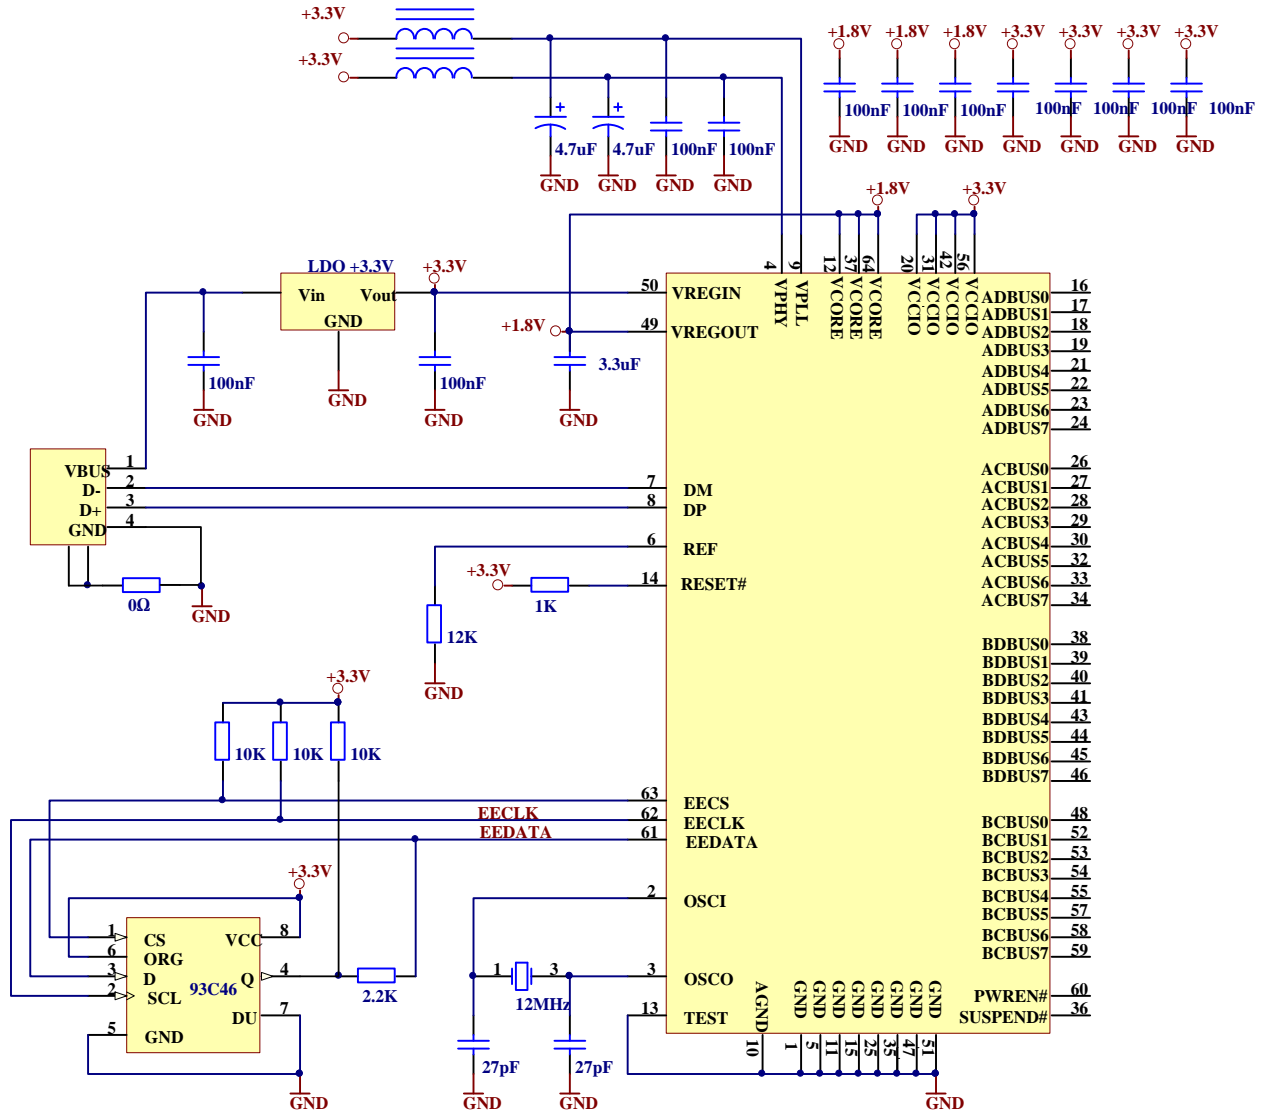 +3.3V
+3.3V
+1.8V +1.8V +1.8V +3.3V +3.3V +3.3V +3.3V
100nF 100nF 100nF 100nF 100nF 100nF 100nF
GND GND GND GND GND GND GND
+ +
4.7uF 4.7uF 100nF 100nF
GND GND GND GND
+1.8V +3.3V
4 9 12 37 64 20 31 42 56
VPHY VPLL VCORE VCORE VCORE VCCIO VCCIO VCCIO VCCIO
LDO +3.3V
+3.3V
Vin Vout
GND
50 VREGIN
+1.8V
49 VREGOUT
100nF
GND
GND
100nF
GND
3.3uF
GND
ADBUS0 16
ADBUS1 17
ADBUS2 18
ADBUS3 19
ADBUS4 21
ADBUS5 22
ADBUS6 23
ADBUS7 24
VBUS 1
D- 2
D+ 3
GND 4
0Ω
GND
7 DM
8 DP
6 REF
+3.3V
1K
14 RESET#
12K
GND
ACBUS0 26
ACBUS1 27
ACBUS2 28
ACBUS3 29
ACBUS4 30
ACBUS5 32
ACBUS6 33
ACBUS7 34
BDBUS0 38
BDBUS1 39
BDBUS2 40
BDBUS3 41
BDBUS4 43
BDBUS5 44
BDBUS6 45
BDBUS7 46
+3.3V
10K 10K 10K
63 EECS
EECLK 62 EECLK
EEDATA 61 EEDATA
BCBUS0 48
BCBUS1 52
BCBUS2 53
BCBUS3 54
BCBUS4 55
BCBUS5 57
BCBUS6 58
BCBUS7 59
PWREN# 60
SUSPEND# 36
+3.3V
1 CS VCC 8
6 ORG
3 D Q 4
2 SCL 93C46
DU 7
5 GND
2.2K
GND
2 OSCI
1 3
12MHz
3 OSCO
13 TEST
27pF 27pF
GND GND
AGND GND GND GND GND GND GND GND GND
10 1 5 11 15 25 35 47 51
GND